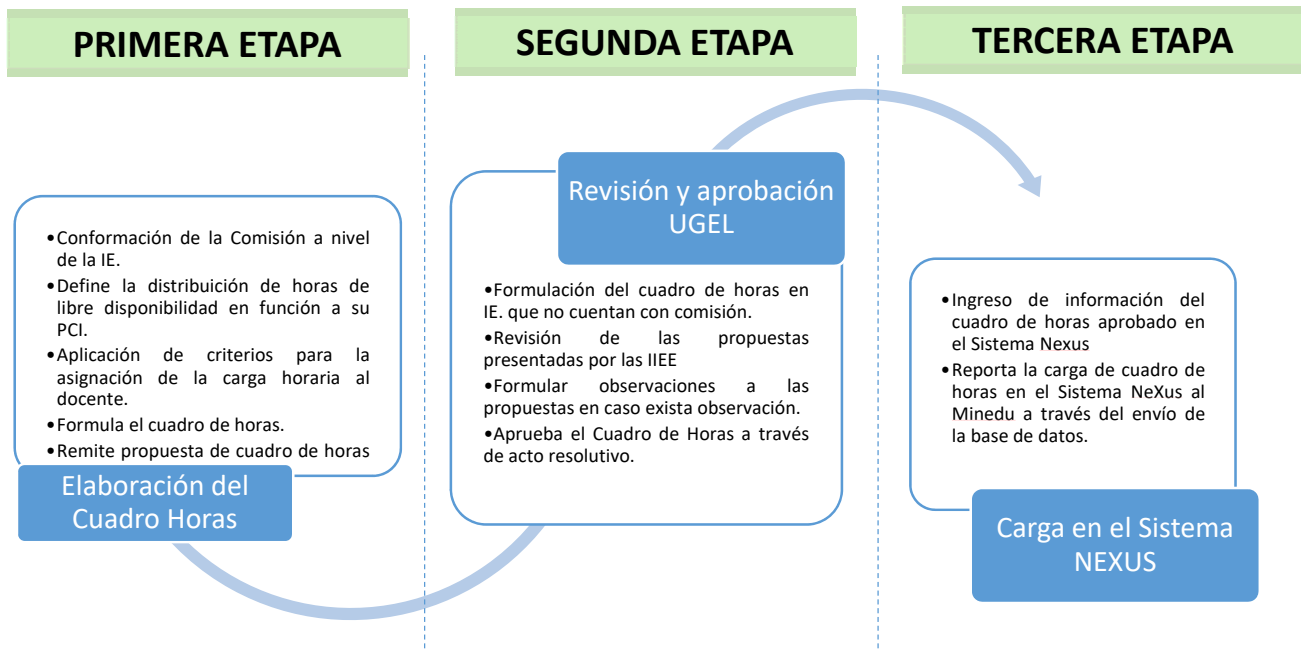 PRIMERA ETAPA
•Conformación de la Comisión a nivel
de la IE.
•Define la distribuición de horas de
libre disponibilidad en función a su
PCI.
•Aplicación de criterios para la
asignación de la carga horaria al
docente.
•Formula el cuadro de horas.
•Remite propuesta de cuadro de horas
Elaboración del
Cuadro Horas
SEGUNDA ETAPA
Revisión y aprobación
UGEL
•Formulación del cuadro de horas en
IE. que no cuentan con comisión.
•Revisión de las propuestas
presentadas por las IIEE
•Formular observaciones a las
propuestas en caso exista observación.
•Aprueba el Cuadro de Horas a través
de acto resolutivo.
TERCERA ETAPA
•Ingreso de información del
cuadro de horas aprobado en
el Sistema Nexus
•Reporta la carga de cuadro de
horas en el Sistema NeXus al
Minedu a través del envío de
la base de datos.
Carga en el Sistema
NEXUS